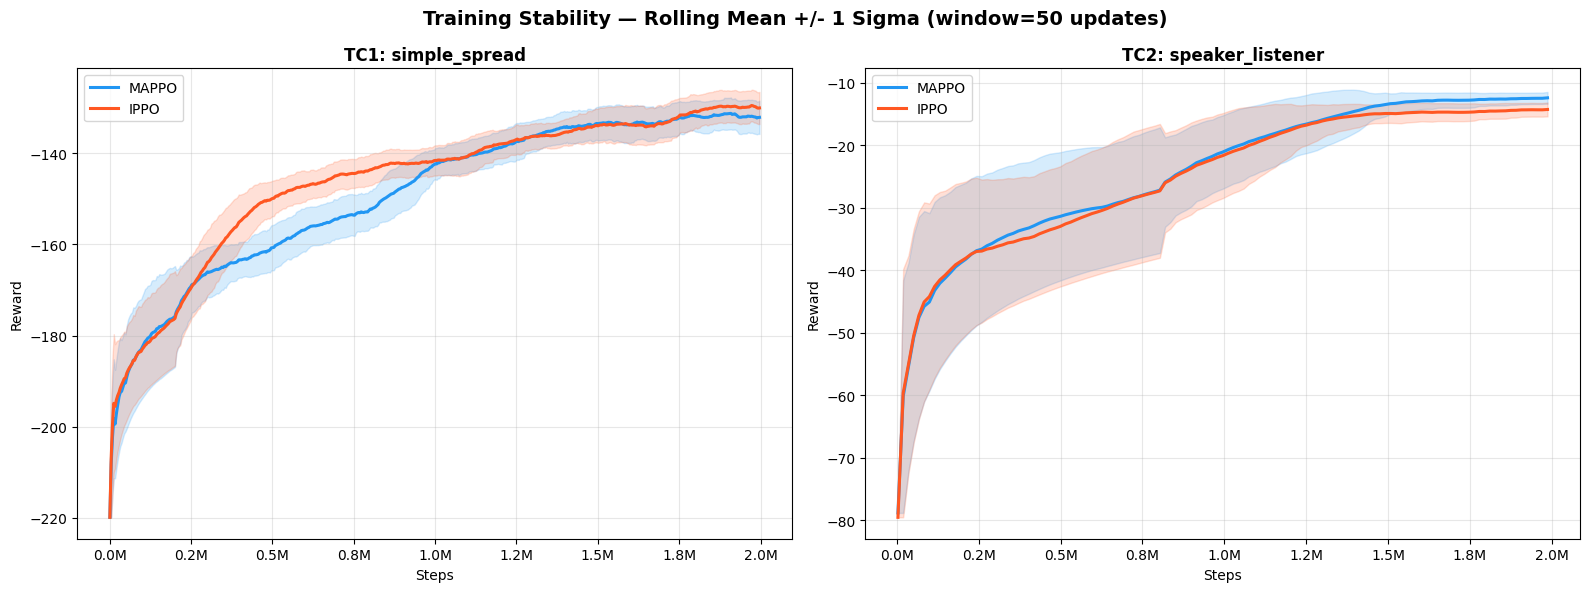 Training Stability — Rolling Mean +/- 1 Sigma (window=50 updates)
TC1: simple_spread
MAPPO
IPPO
−140
−160
−180
−200
−220
Reward
0.0M 0.2M 0.5M 0.8M 1.0M 1.2M 1.5M 1.8M 2.0M
Steps
TC2: speaker_listener
MAPPO
IPPO
−10
−20
−30
−40
−50
−60
−70
−80
Reward
0.0M 0.2M 0.5M 0.8M 1.0M 1.2M 1.5M 1.8M 2.0M
Steps